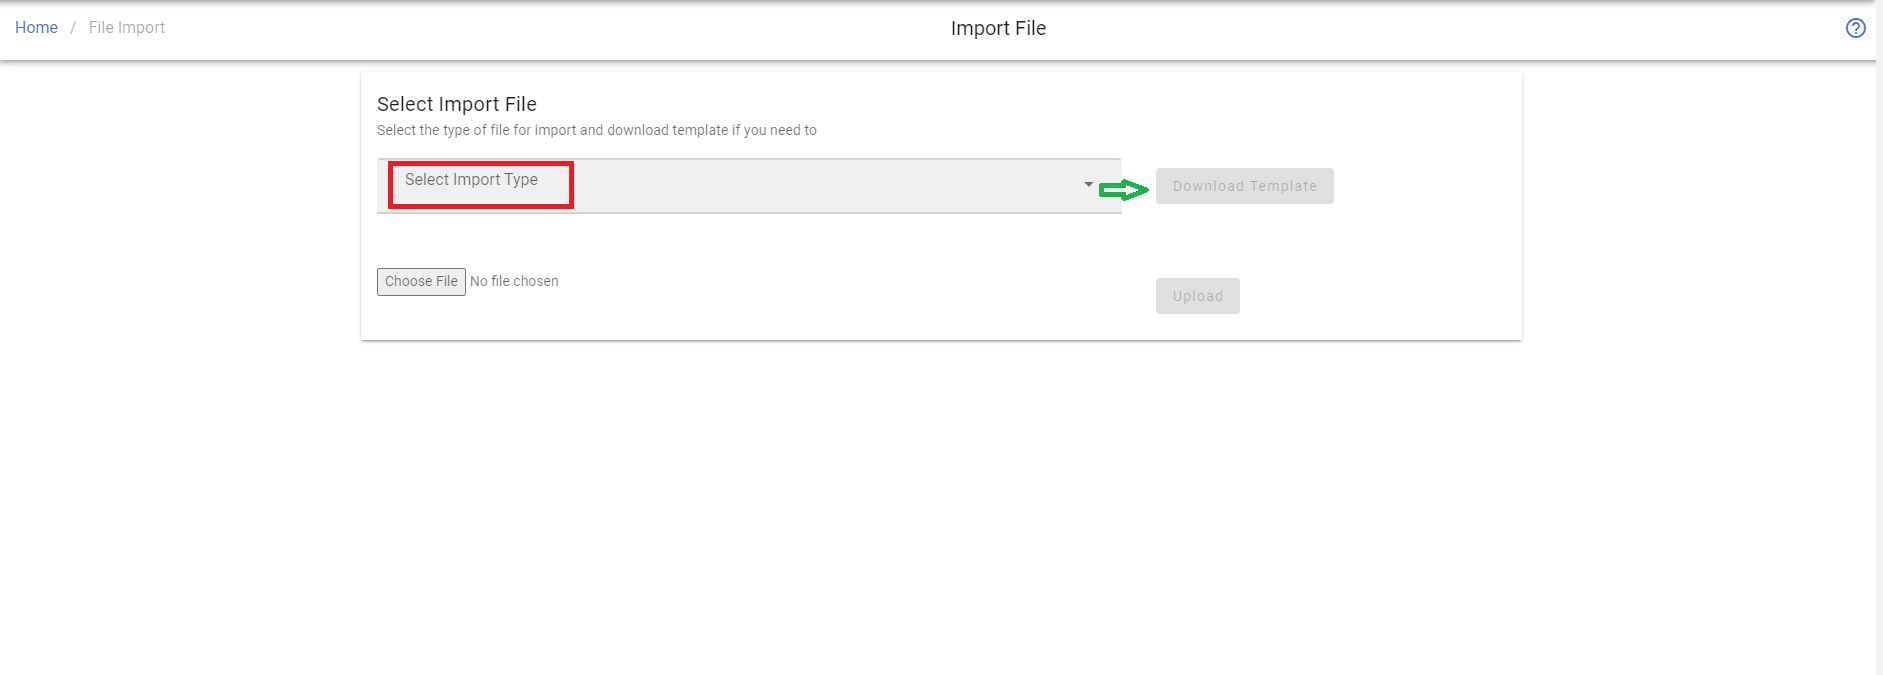 Home / File Import
Import File
Select Import File
Select the type of file for import and download template if you need to
Select Import Type
Download Template
Choose File No file chosen
Upload